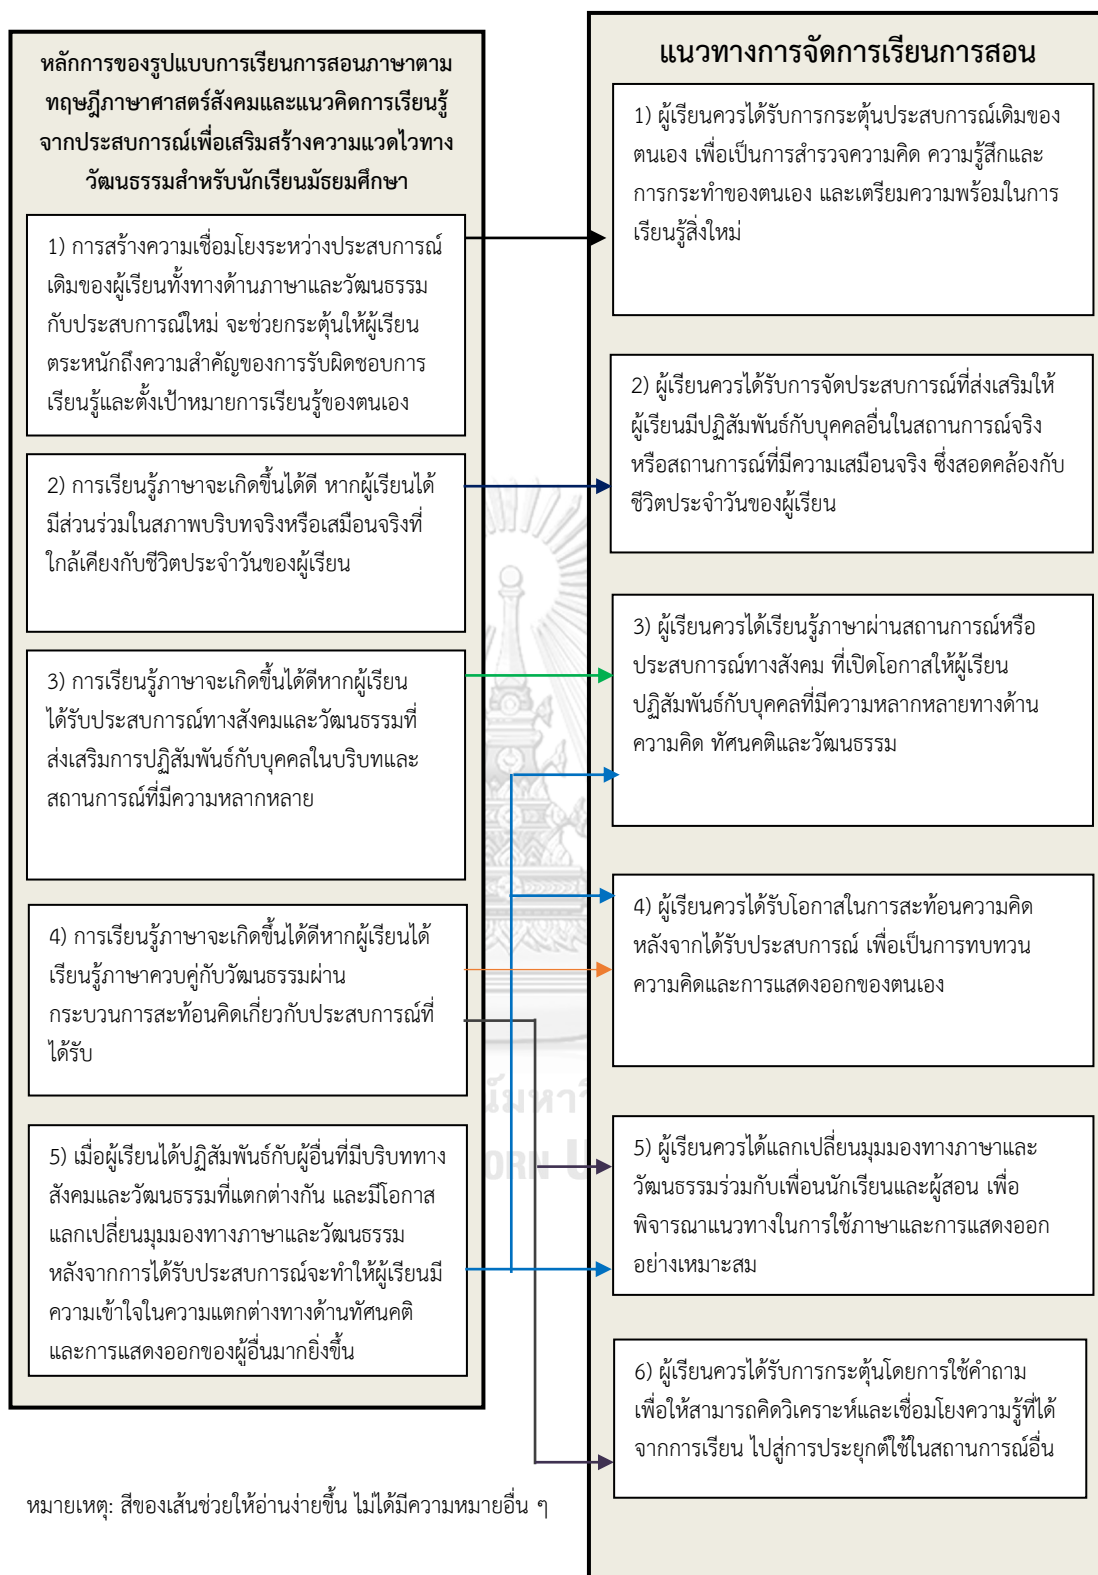 หลักการของรูปแบบการเรียนการสอนภาษาตาม
ทฤษฎีภาษาศาสตร์สังคมและแนวคิดการเรียนรู้
จากประสบการณ์เพื่อเสริมสร้างความแวดไวทาง
วัฒนธรรมสำหรับนักเรียนมัธยมศึกษา
1) การสร้างความเชื่อมโยงระหว่างประสบการณ์
เดิมของผู้เรียนทั้งทางด้านภาษาและวัฒนธรรม
กับประสบการณ์ใหม่ จะช่วยกระตุ้นให้ผู้เรียน
ตระหนักถึงความสำคัญของการรับผิดชอบการ
เรียนรู้และตั้งเป้าหมายการเรียนรู้ของตนเอง
2) การเรียนรู้ภาษาจะเกิดขึ้นได้ดี หากผู้เรียนได้
มีส่วนร่วมในสภาพบริบทจริงหรือเสมือนจริงที่
ใกล้เคียงกับชีวิตประจำวันของผู้เรียน
3) การเรียนรู้ภาษาจะเกิดขึ้นได้ดีหากผู้เรียน
ได้รับประสบการณ์ทางสังคมและวัฒนธรรมที่
ส่งเสริมการปฏิสัมพันธ์กับบุคคลในบริบทและ
สถานการณ์ที่มีความหลากหลาย
4) การเรียนรู้ภาษาจะเกิดขึ้นได้ดีหากผู้เรียนได้
เรียนรู้ภาษาควบคู่กับวัฒนธรรมผ่าน
กระบวนการสะท้อนคิดเกี่ยวกับประสบการณ์ที่
ได้รับ
5) เมื่อผู้เรียนได้ปฏิสัมพันธ์กับผู้อื่นที่มีบริบททาง
สังคมและวัฒนธรรมที่แตกต่างกัน และมีโอกาส
แลกเปลี่ยนมุมมองทางภาษาและวัฒนธรรม
หลังจากการได้รับประสบการณ์จะทำให้ผู้เรียนมี
ความเข้าใจในความแตกต่างทางด้านทัศนคติ
และการแสดงออกของผู้อื่นมากยิ่งขึ้น
แนวทางการจัดการเรียนการสอน
1) ผู้เรียนควรได้รับการกระตุ้นประสบการณ์เดิมของ
ตนเอง เพื่อเป็นการสำรวจความคิด ความรู้สึกและ
การกระทำของตนเอง และเตรียมความพร้อมในการ
เรียนรู้สิ่งใหม่
2) ผู้เรียนควรได้รับการจัดประสบการณ์ที่ส่งเสริมให้
ผู้เรียนมีปฏิสัมพันธ์กับบุคคลอื่นในสถานการณ์จริง
หรือสถานการณ์ที่มีความเสมือนจริง ซึ่งสอดคล้องกับ
ชีวิตประจำวันของผู้เรียน
3) ผู้เรียนควรได้เรียนรู้ภาษาผ่านสถานการณ์หรือ
ประสบการณ์ทางสังคม ที่เปิดโอกาสให้ผู้เรียน
ปฏิสัมพันธ์กับบุคคลที่มีความหลากหลายทางด้าน
ความคิด ทัศนคติและวัฒนธรรม
4) ผู้เรียนควรได้รับโอกาสในการสะท้อนความคิด
หลังจากได้รับประสบการณ์ เพื่อเป็นการทบทวน
ความคิดและการแสดงออกของตนเอง
5) ผู้เรียนควรได้แลกเปลี่ยนมุมมองทางภาษาและ
วัฒนธรรมร่วมกับเพื่อนนักเรียนและผู้สอน เพื่อ
พิจารณาแนวทางในการใช้ภาษาและการแสดงออก
อย่างเหมาะสม
6) ผู้เรียนควรได้รับการกระตุ้นโดยการใช้คำถาม
เพื่อให้สามารถคิดวิเคราะห์และเชื่อมโยงความรู้ที่ได้
จากการเรียน ไปสู่การประยุกต์ใช้ในสถานการณ์อื่น
หมายเหตุ: สีของเส้นช่วยให้อ่านง่ายขึ้น ไม่ได้มีความหมายอื่น ๆ